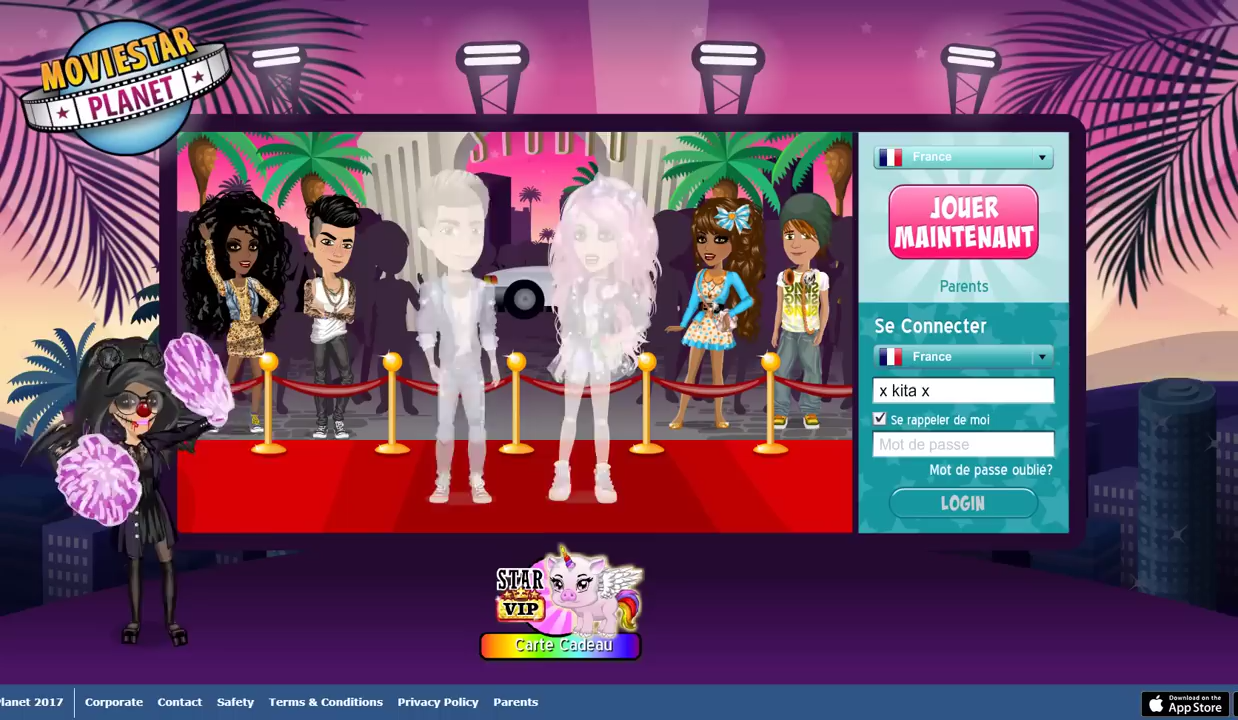 MOVIESTAR
PLANET
STUDIO
France
JOUER
MAINTENANT
Parents
Se Connecter
France
x kita x
Se rappeler de moi
Mot de passe
Mot de passe oublié?
LOGIN
STAR
VIP
Carte Cadeau
lanet 2017
Corporate
Contact
Safety
Terms & Conditions
Privacy Policy
Parents
Download on the
App Store